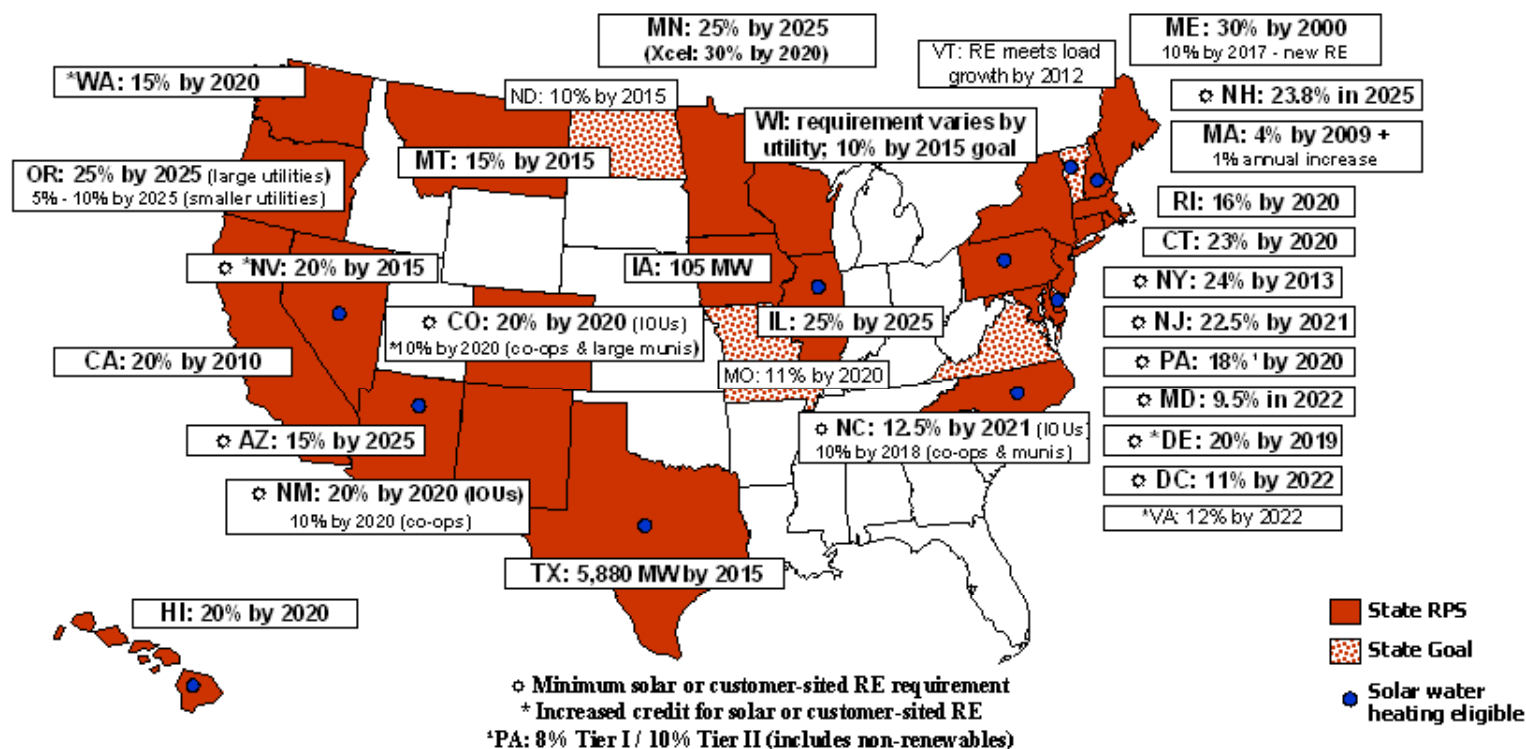 MN: 25% by 2025
(Xcel: 30% by 2020)
ME: 30% by 2000
10% by 2017 - new RE
VT: RE meets load
growth by 2012
*WA: 15% by 2020
ND: 10% by 2015
☼ NH: 23.8% in 2025
WI: requirement varies by
utility; 10% by 2015 goal
MA: 4% by 2009 +
1% annual increase
MT: 15% by 2015
OR: 25% by 2025 (large utilities)
5% - 10% by 2025 (smaller utilities)
RI: 16% by 2020
CT: 23% by 2020
☼ *NV: 20% by 2015
IA: 105 MW
☼ NY: 24% by 2013
☼ CO: 20% by 2020 (IOUs)
*10% by 2020 (co-ops & large munis)
IL: 25% by 2025
☼ NJ: 22.5% by 2021
CA: 20% by 2010
MO: 11% by 2020
☼ PA: 18%¹ by 2020
☼ MD: 9.5% in 2022
☼ AZ: 15% by 2025
☼ NC: 12.5% by 2021 (IOUs)
10% by 2018 (co-ops & munis)
☼ *DE: 20% by 2019
☼ NM: 20% by 2020 (IOUs)
10% by 2020 (co-ops)
☼ DC: 11% by 2022
*VA: 12% by 2022
TX: 5,880 MW by 2015
HI: 20% by 2020
State RPS
State Goal
Solar water
heating eligible
☼ Minimum solar or customer-sited RE requirement
* Increased credit for solar or customer-sited RE
¹PA: 8% Tier I / 10% Tier II (includes non-renewables)